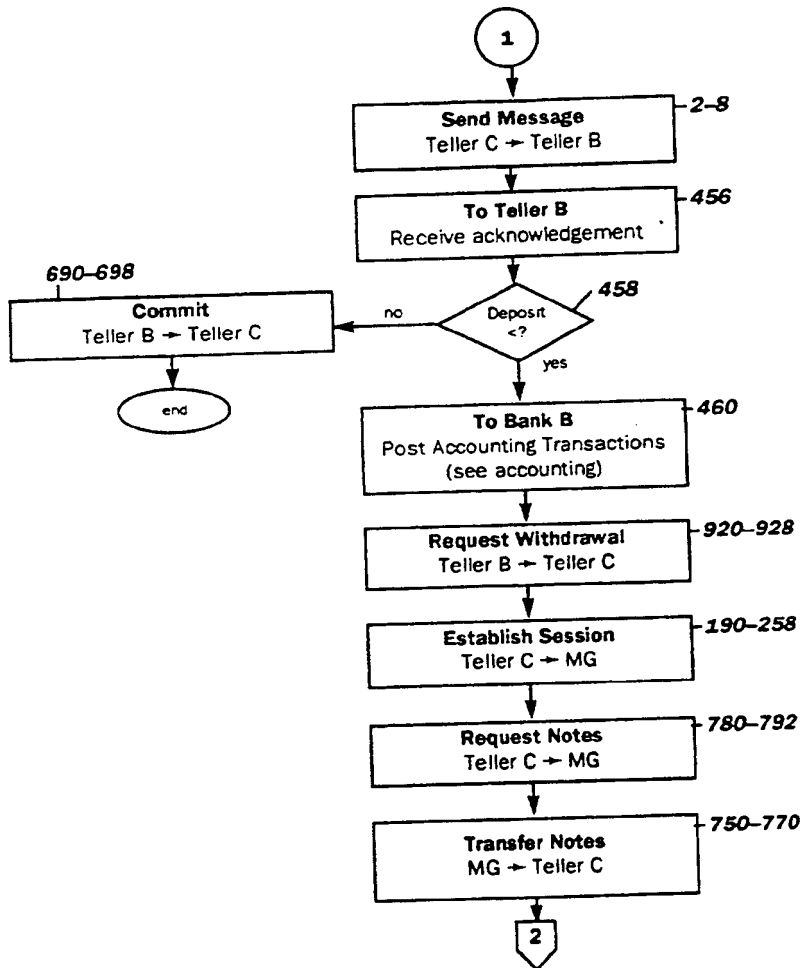 1
Send Message
Teller C → Teller B
2–8
To Teller B
Receive acknowledgement
456
690–698
Commit
Teller B → Teller C
no
Deposit
<?
458
yes
end
To Bank B
Post Accounting Transactions
(see accounting)
460
Request Withdrawal
Teller B → Teller C
920–928
Establish Session
Teller C → MG
190–258
Request Notes
Teller C → MG
780–792
Transfer Notes
MG → Teller C
750–770
2